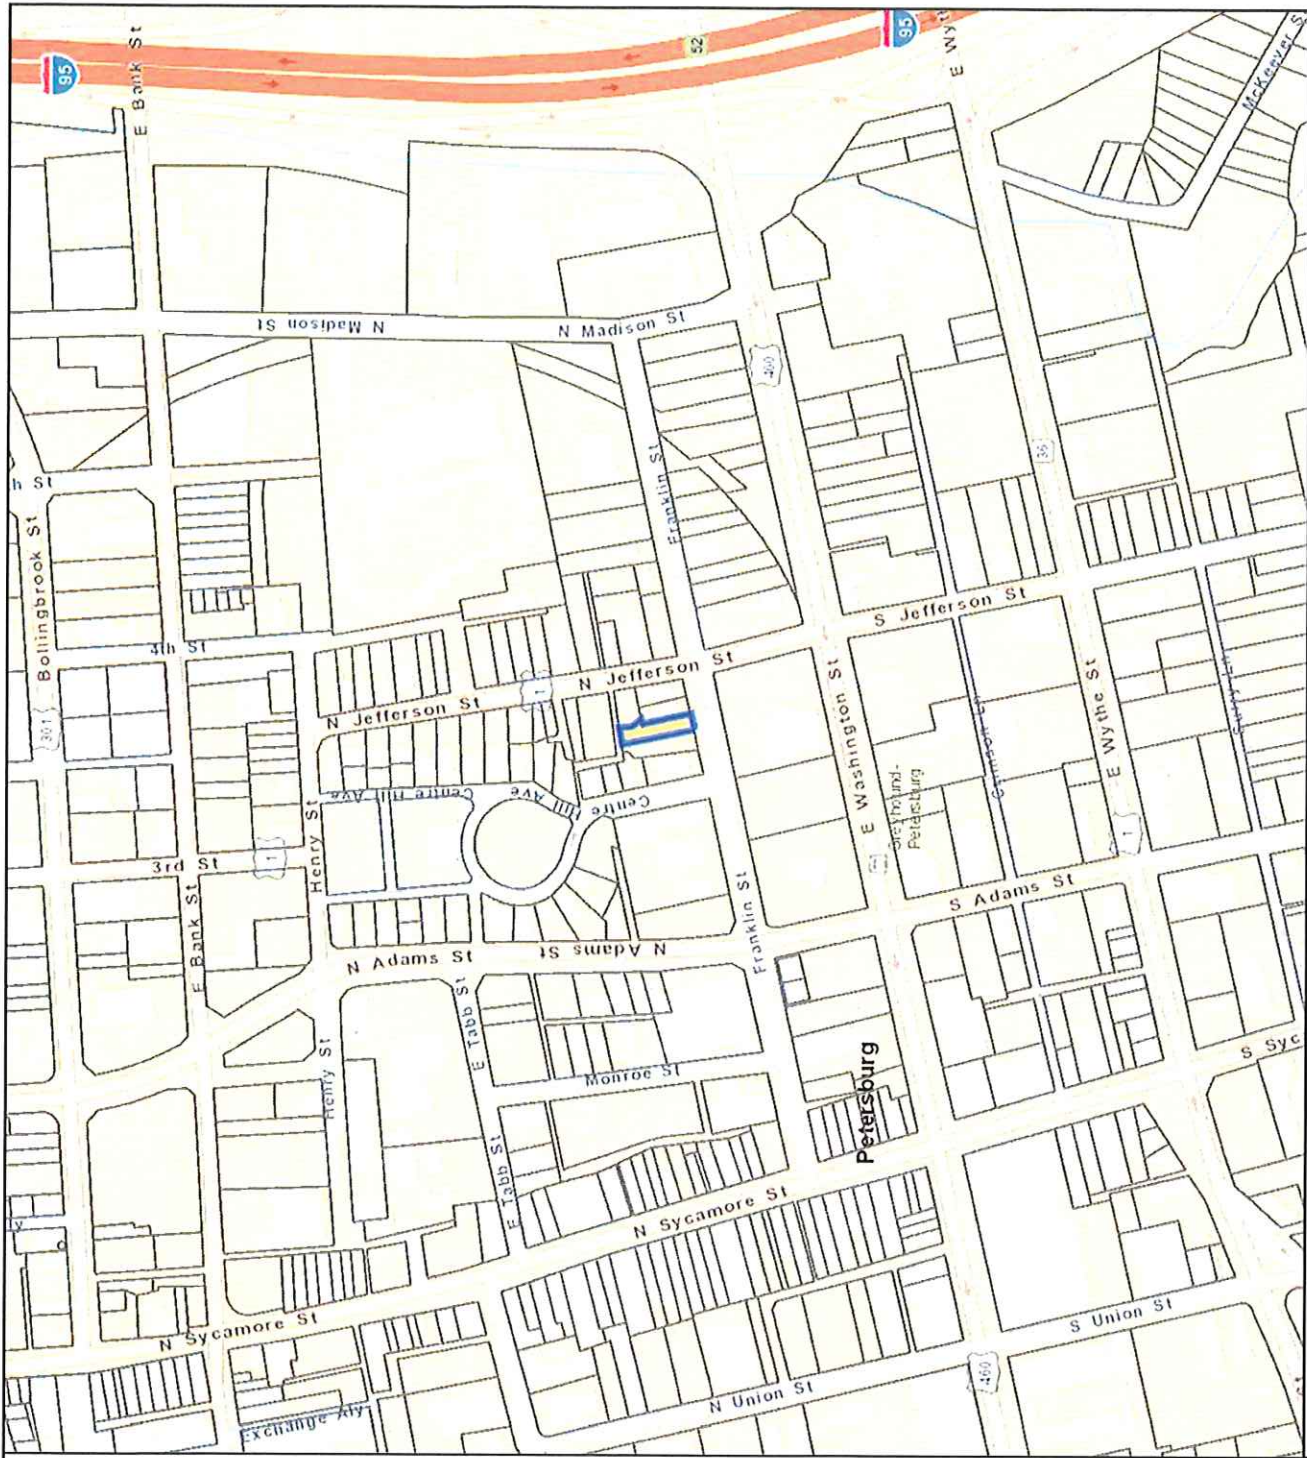 E Bank St
95
52
95
E Wyth
McKeever S
N Madison St
N Madison St
460
h St
Franklin St
36
Bollingbrook St
4th St
S Jefferson St
N Jefferson St
1
N Jefferson St
301
E Washington St
E Wythe St
Centre Hill Ave
Centre Hill Ave
Greyhound-
Petersburg
3rd St
1
Henry St
1
E Bank St
Franklin St
S Adams St
N Adams St
N Adams St
E Tabb St
Henry St
Monroe St
Petersburg
S Syc
E Tabb St
N Sycamore St
N Sycamore St
S Union St
460
N Union St
Exchange Aly